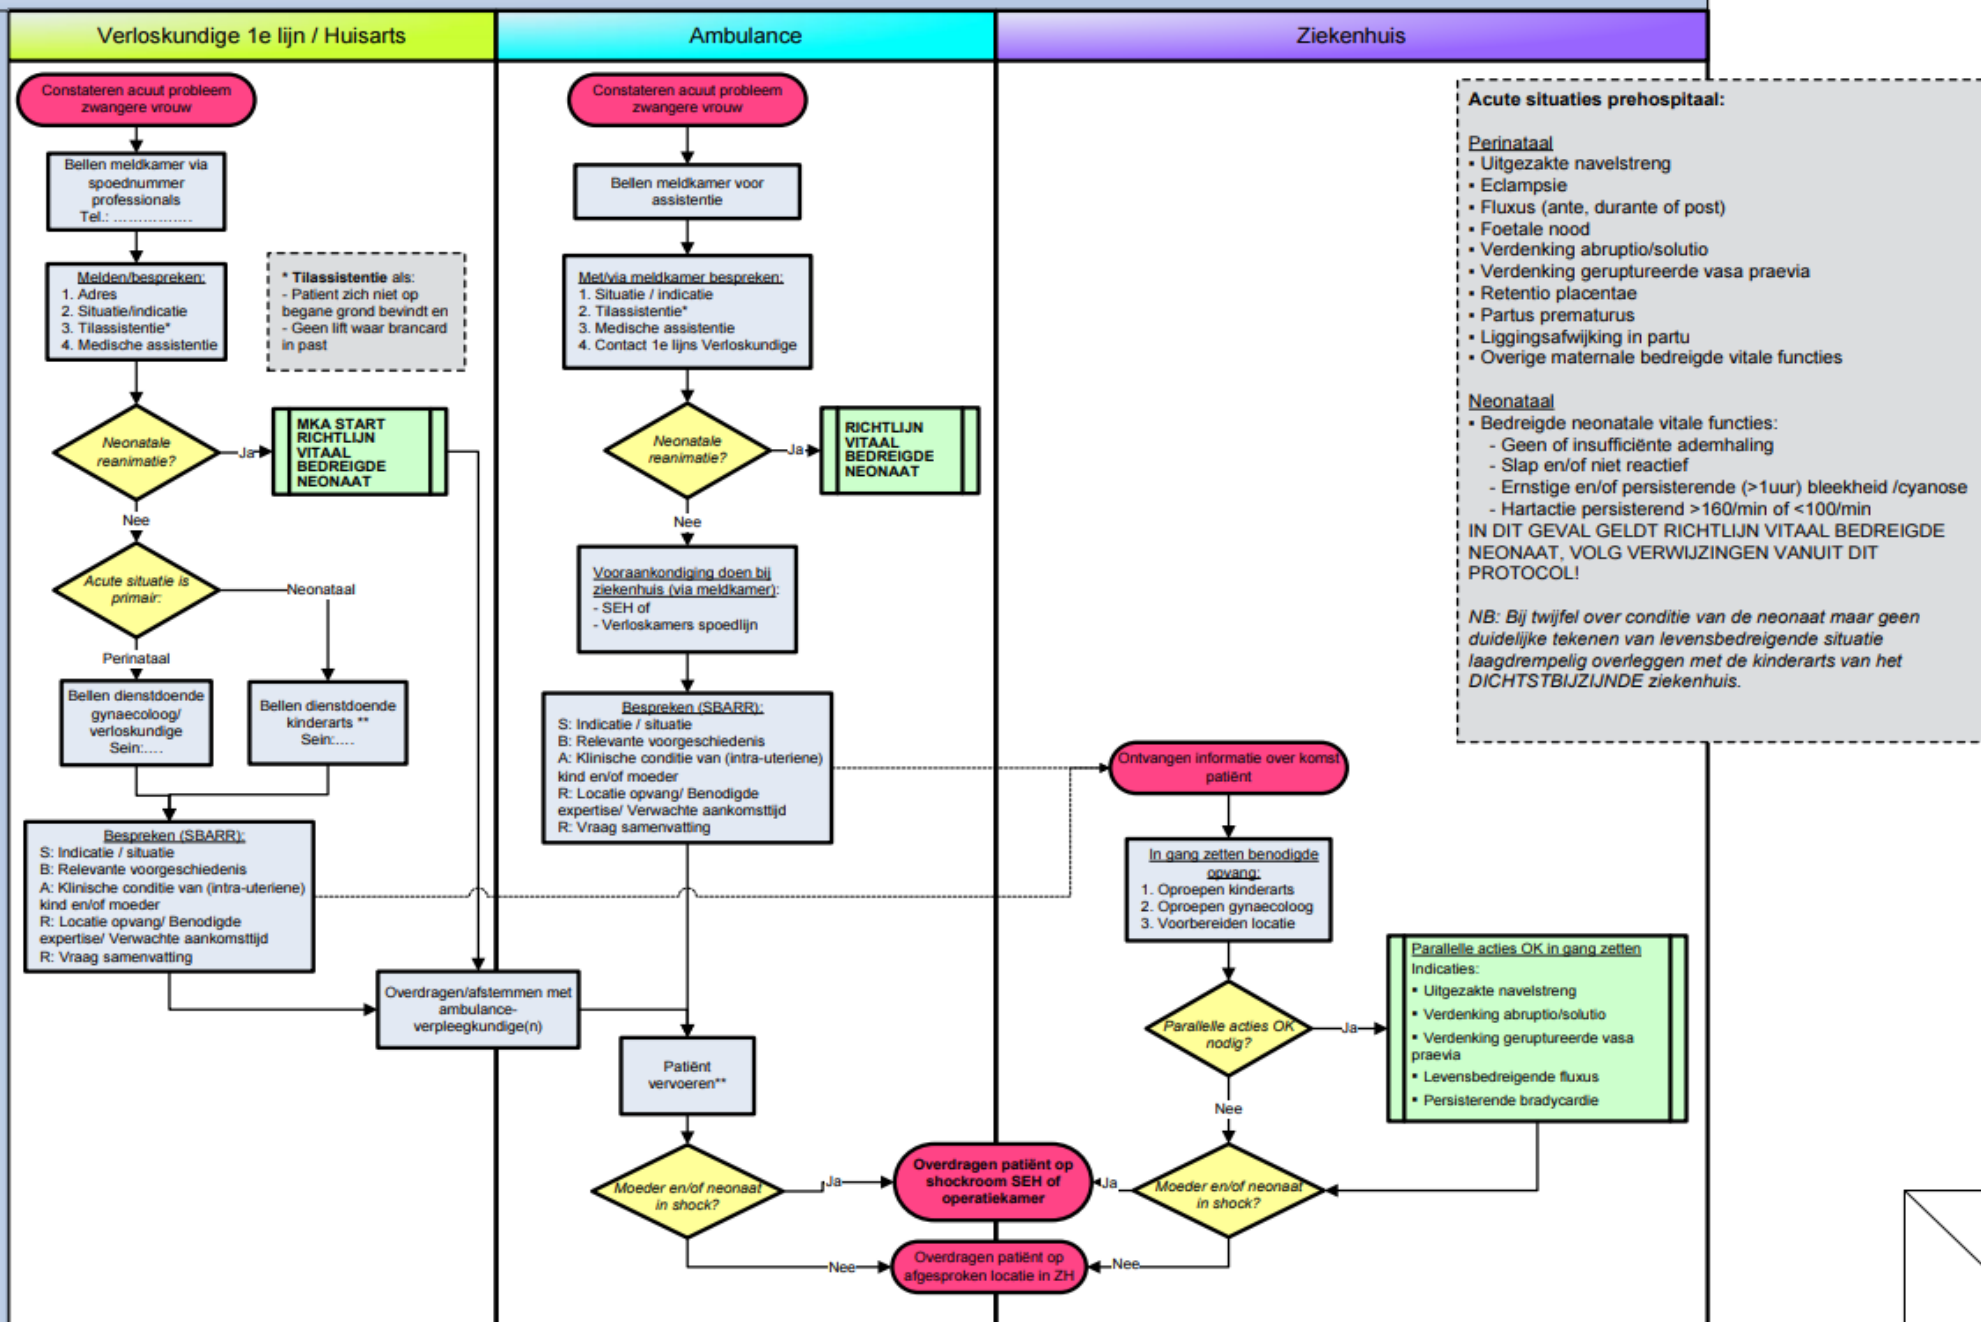 Verloskundige 1e lijn / Huisarts
Ambulance
Ziekenhuis
Constateren acuut probleem
zwangere vrouw
Bellen meldkamer via
spoednummer
professionals
Tel.: ................
Melden/bespreken:
1. Adres
2. Situatie/indicatie
3. Tilassistentie*
4. Medische assistentie
* Tilassistentie als:
- Patient zich niet op
begane grond bevindt en
- Geen lift waar brancard
in past
Neonatale
reanimatie?
Ja
MKA START
RICHTLIJN
VITAAL
BEDREIGDE
NEONAAT
Nee
Acute situatie is
primair:
Neonataal
Perinataal
Bellen dienstdoende
gynaecoloog/
verloskundige
Sein:....
Bellen dienstdoende
kinderarts **
Sein:....
Bespreken (SBARR):
S: Indicatie / situatie
B: Relevante voorgeschiedenis
A: Klinische conditie van (intra-uteriene)
kind en/of moeder
R: Locatie opvang/ Benodigde
expertise/ Verwachte aankomsttijd
R: Vraag samenvatting
Overdragen/afstemmen met
ambulance-
verpleegkundige(n)
Constateren acuut probleem
zwangere vrouw
Bellen meldkamer voor
assistentie
Met/via meldkamer bespreken:
1. Situatie / indicatie
2. Tilassistentie*
3. Medische assistentie
4. Contact 1e lijns Verloskundige
Neonatale
reanimatie?
Ja
RICHTLIJN
VITAAL
BEDREIGDE
NEONAAT
Nee
Vooraankondiging doen bij
ziekenhuis (via meldkamer):
- SEH of
- Verloskamers spoedlijn
Bespreken (SBARR):
S: Indicatie / situatie
B: Relevante voorgeschiedenis
A: Klinische conditie van (intra-uteriene)
kind en/of moeder
R: Locatie opvang/ Benodigde
expertise/ Verwachte aankomsttijd
R: Vraag samenvatting
Patiënt
vervoeren**
Moeder en/of neonaat
in shock?
Ja
Nee
Overdragen patiënt op
shockroom SEH of
operatiekamer
Overdragen patiënt op
afgesproken locatie in ZH
Ontvangen informatie over komst
patiënt
In gang zetten benodigde
opvang:
1. Oproepen kinderarts
2. Oproepen gynaecoloog
3. Voorbereiden locatie
Parallelle acties OK
nodig?
Ja
Nee
Parallelle acties OK in gang zetten
Indicaties:
▪ Uitgezakte navelstreng
▪ Verdenking abruptio/solutio
▪ Verdenking geruptureerde vasa
praevia
▪ Levensbedreigende fluxus
▪ Persisterende bradycardie
Moeder en/of neonaat
in shock?
Ja
Nee
Acute situaties prehospitaal:
Perinataal
▪ Uitgezakte navelstreng
▪ Eclampsie
▪ Fluxus (ante, durante of post)
▪ Foetale nood
▪ Verdenking abruptio/solutio
▪ Verdenking geruptureerde vasa praevia
▪ Retentio placentae
▪ Partus prematurus
▪ Liggingsafwijking in partu
▪ Overige maternale bedreigde vitale functies
Neonataal
▪ Bedreigde neonatale vitale functies:
- Geen of insufficiënte ademhaling
- Slap en/of niet reactief
- Ernstige en/of persisterende (>1uur) bleekheid /cyanose
- Hartactie persisterend >160/min of <100/min
IN DIT GEVAL GELDT RICHTLIJN VITAAL BEDREIGDE
NEONAAT, VOLG VERWIJZINGEN VANUIT DIT
PROTOCOL!
NB: Bij twijfel over conditie van de neonaat maar geen
duidelijke tekenen van levensbedreigende situatie
laagdrempelig overleggen met de kinderarts van het
DICHTSTBIJZIJNDE ziekenhuis.